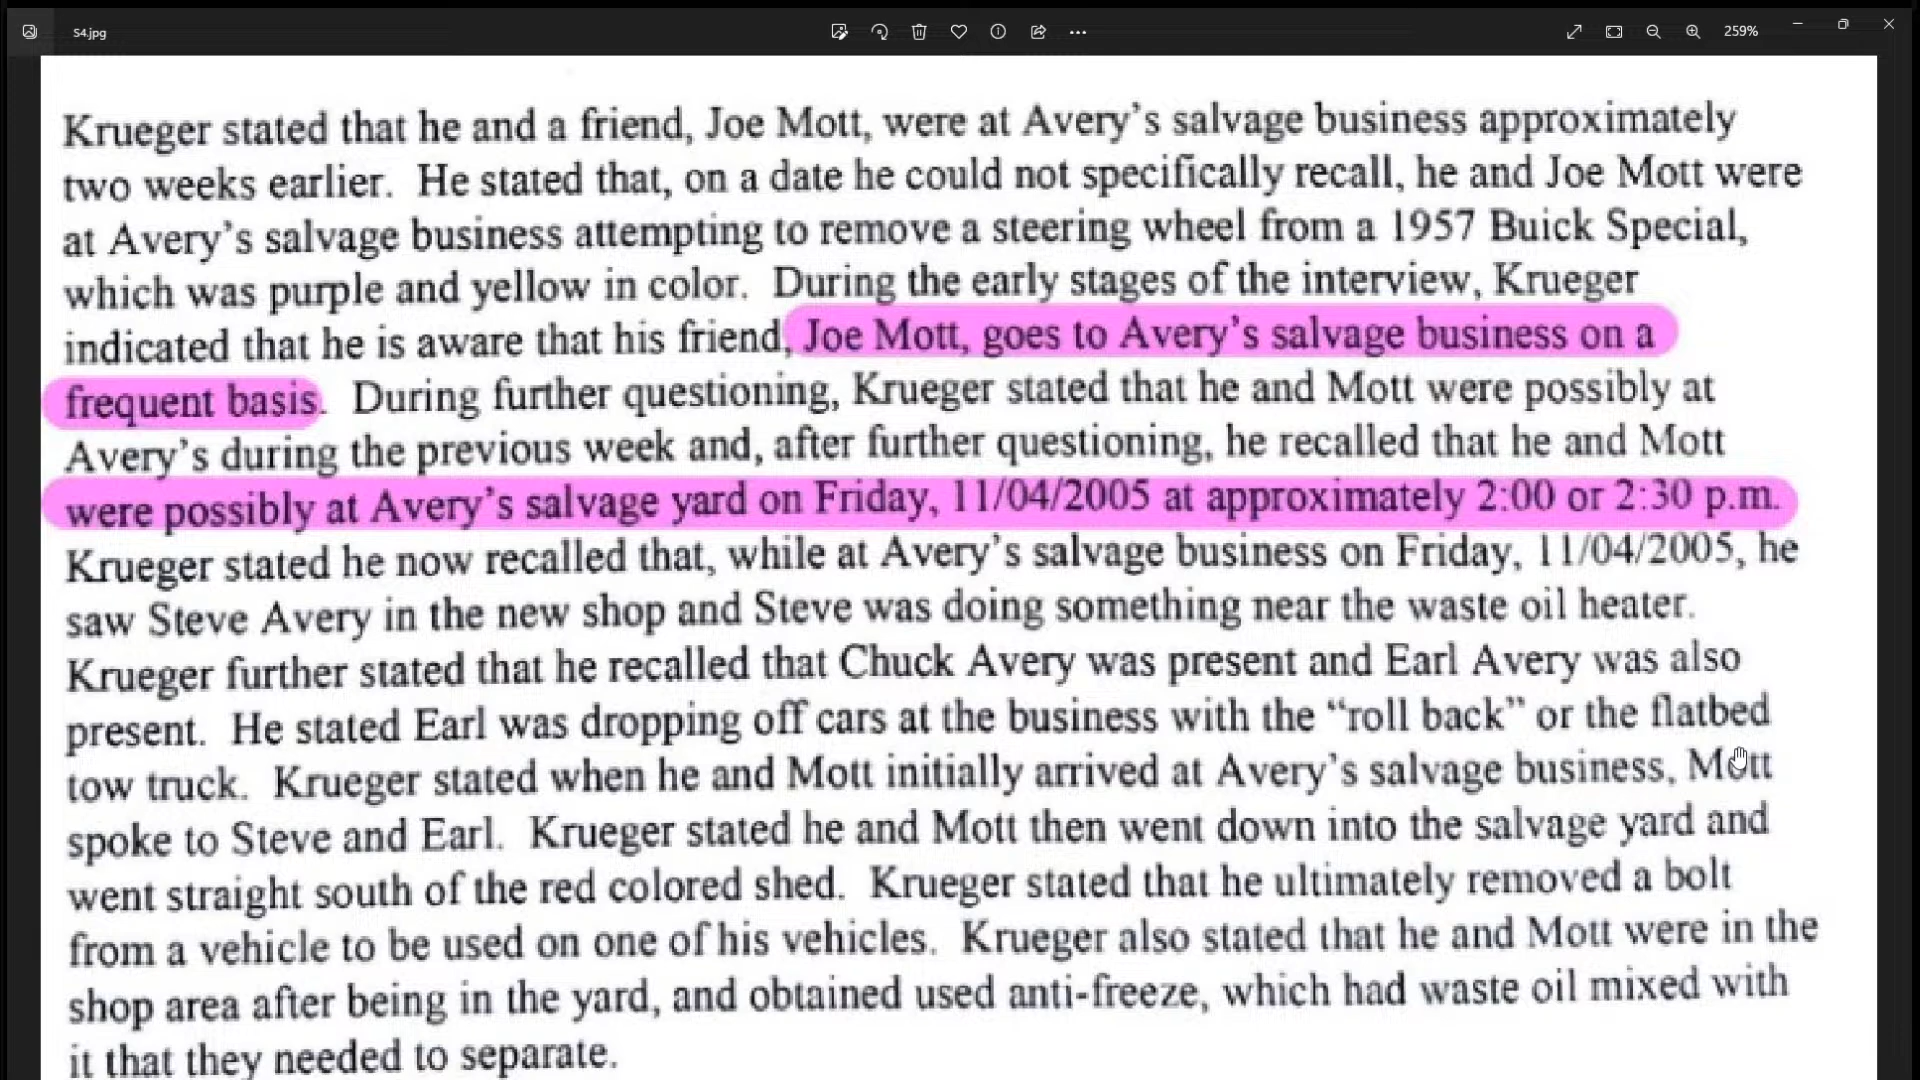 S4.jpg
259%
Krueger stated that he and a friend, Joe Mott, were at Avery's salvage business approximately
two weeks earlier. He stated that, on a date he could not specifically recall, he and Joe Mott were
at Avery's salvage business attempting to remove a steering wheel from a 1957 Buick Special,
which was purple and yellow in color. During the early stages of the interview, Krueger
indicated that he is aware that his friend, Joe Mott, goes to Avery's salvage business on a
frequent basis. During further questioning, Krueger stated that he and Mott were possibly at
Avery's during the previous week and, after further questioning, he recalled that he and Mott
were possibly at Avery's salvage yard on Friday, 11/04/2005 at approximately 2:00 or 2:30 p.m.
Krueger stated he now recalled that, while at Avery's salvage business on Friday, 11/04/2005, he
saw Steve Avery in the new shop and Steve was doing something near the waste oil heater.
Krueger further stated that he recalled that Chuck Avery was present and Earl Avery was also
present. He stated Earl was dropping off cars at the business with the "roll back" or the flatbed
tow truck. Krueger stated when he and Mott initially arrived at Avery's salvage business, Mott
spoke to Steve and Earl. Krueger stated he and Mott then went down into the salvage yard and
went straight south of the red colored shed. Krueger stated that he ultimately removed a bolt
from a vehicle to be used on one of his vehicles. Krueger also stated that he and Mott were in the
shop area after being in the yard, and obtained used anti-freeze, which had waste oil mixed with
it that they needed to separate.